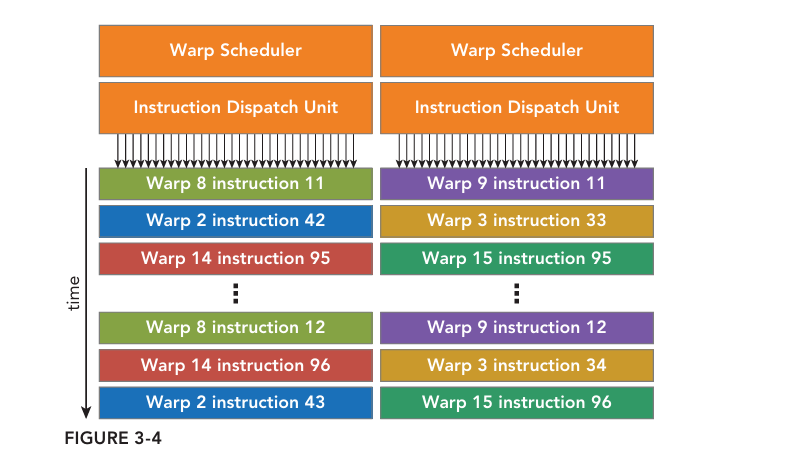 Warp Scheduler
Warp Scheduler
Instruction Dispatch Unit
Instruction Dispatch Unit
Warp 8 instruction 11
Warp 9 instruction 11
Warp 2 instruction 42
Warp 3 instruction 33
Warp 14 instruction 95
Warp 15 instruction 95
time
Warp 8 instruction 12
Warp 9 instruction 12
Warp 14 instruction 96
Warp 3 instruction 34
Warp 2 instruction 43
Warp 15 instruction 96
FIGURE 3-4